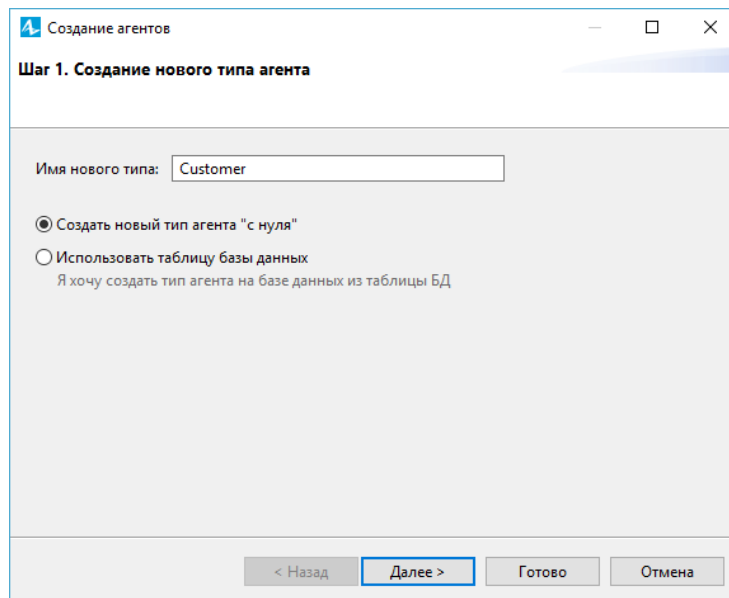 Создание агентов
Шаг 1. Создание нового типа агента
Имя нового типа: Customer
Создать новый тип агента "с нуля"
Использовать таблицу базы данных
Я хочу создать тип агента на базе данных из таблицы БД
< Назад Далее > Готово Отмена